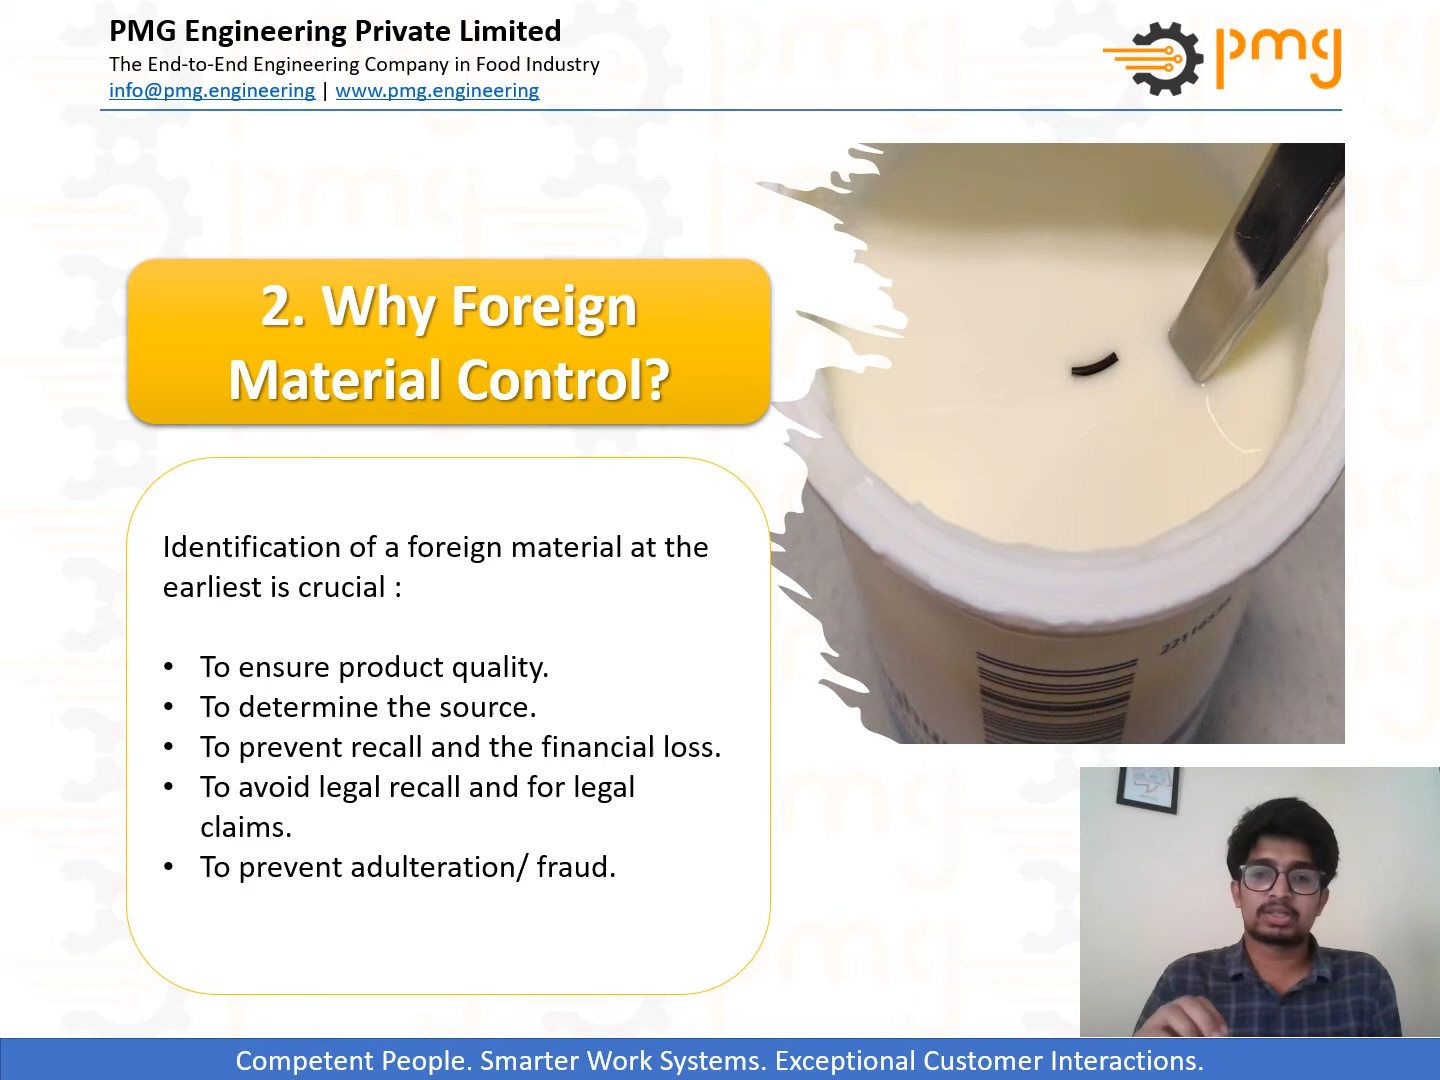 PMG Engineering Private Limited
The End-to-End Engineering Company in Food Industry
info@pmg.engineering | www.pmg.engineering
pmg
2. Why Foreign
Material Control?
Identification of a foreign material at the
earliest is crucial :
• To ensure product quality.
• To determine the source.
• To prevent recall and the financial loss.
• To avoid legal recall and for legal
claims.
• To prevent adulteration/ fraud.
Competent People. Smarter Work Systems. Exceptional Customer Interactions.